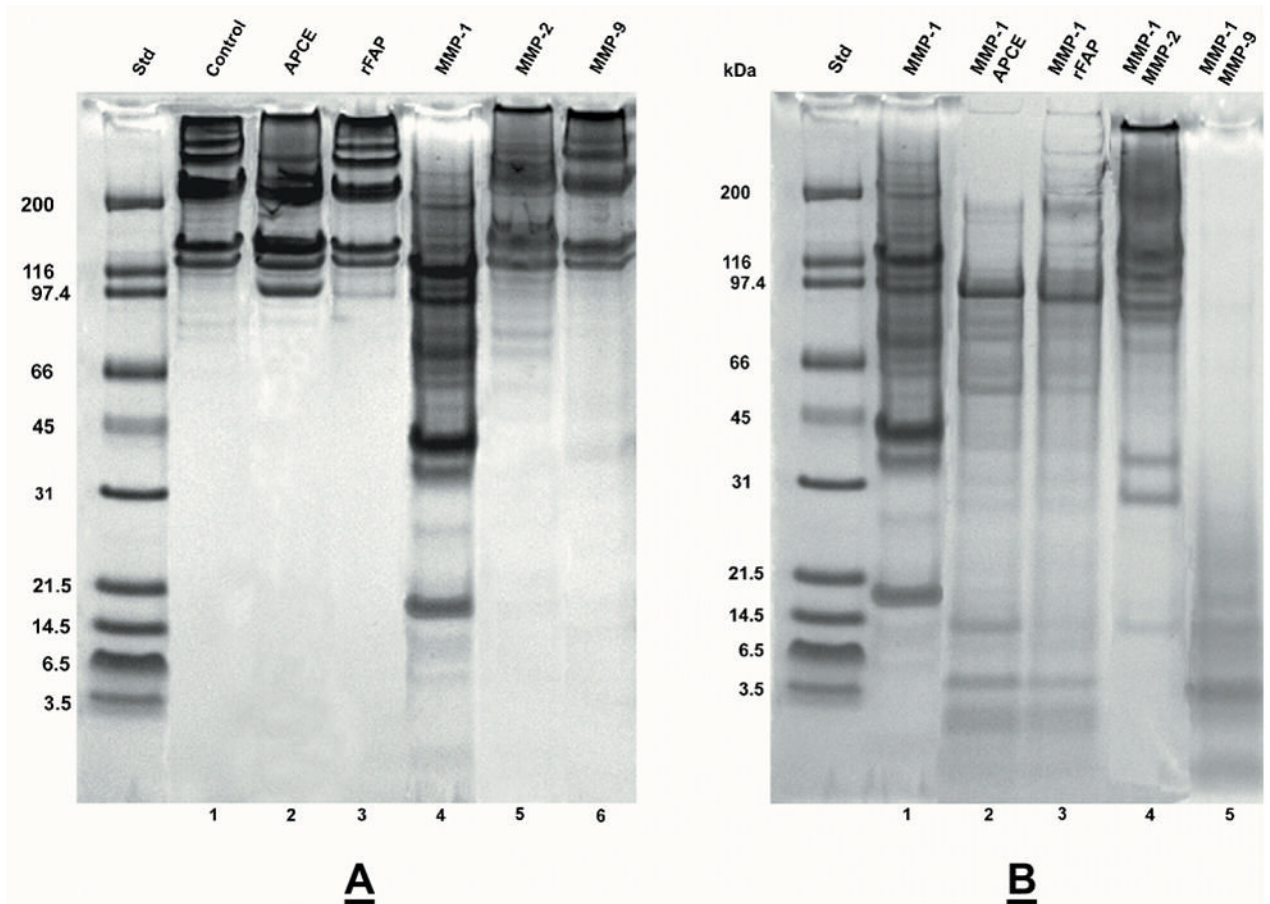 Std
Control
APCE
rFAP
MMP-1
MMP-2
MMP-9
200
116
97.4
66
45
31
21.5
14.5
6.5
3.5
1
2
3
4
5
6
A
kDa
Std
MMP-1
MMP-1
APCE
MMP-1
rFAP
MMP-1
MMP-2
MMP-1
MMP-9
200
116
97.4
66
45
31
21.5
14.5
6.5
3.5
1
2
3
4
5
B